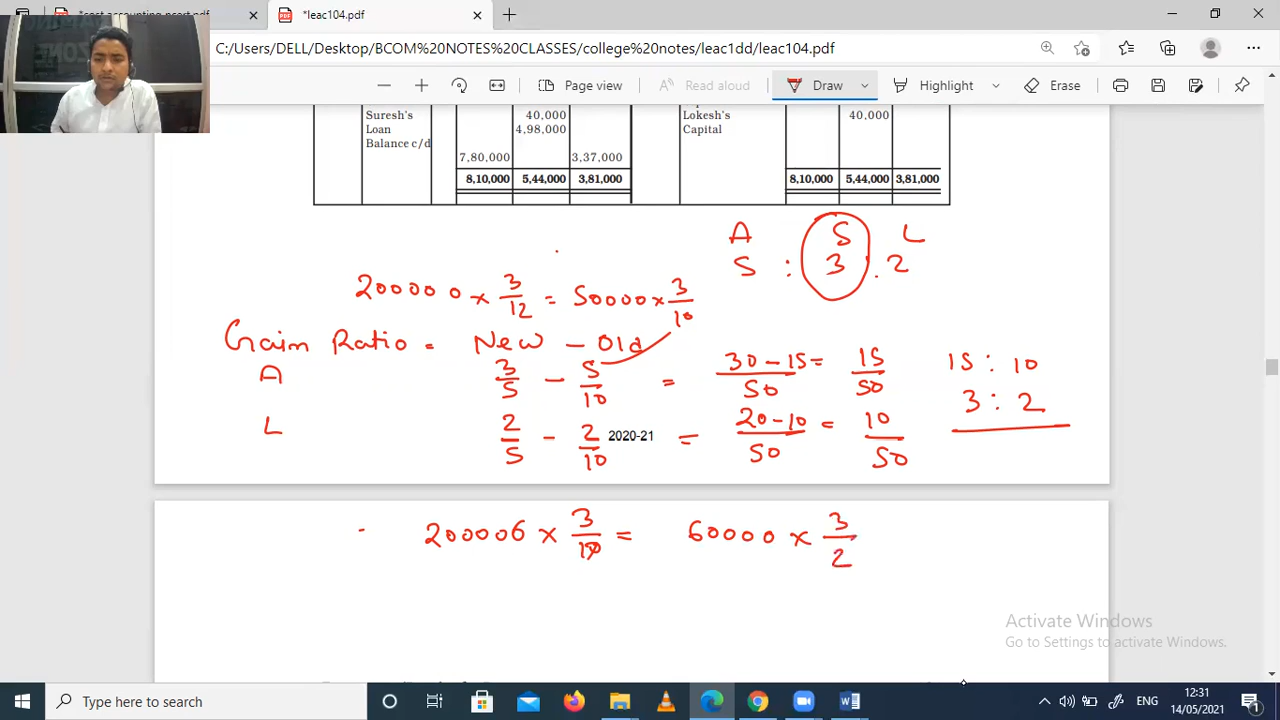 *leac104.pdf
C:/Users/DELL/Desktop/BCOM%20NOTES%20CLASSES/college%20notes/leac1dd/leac104.pdf
Page view
Read aloud
Draw
Highlight
Erase
Suresh's 40,000 Lokesh's 40,000
Loan 4,98,000 Capital
Balance c/d
7,80,000 3,37,000
8,10,000 5,44,000 3,81,000 8,10,000 5,44,000 3,81,000
A S L
5 : 3 : 2
200000 × 3/12 = 50000 × 3/10
Gain Ratio = New - Old
A 3/5 - 5/10 = 30-15/50 = 15/50 15 : 10
3 : 2
L 2/5 - 2/10 = 20-10/50 = 10/50
2020-21
200000 × 3/10 = 60000 × 3/2
Activate Windows
Go to Settings to activate Windows.
Type here to search
ENG
12:31
14/05/2021